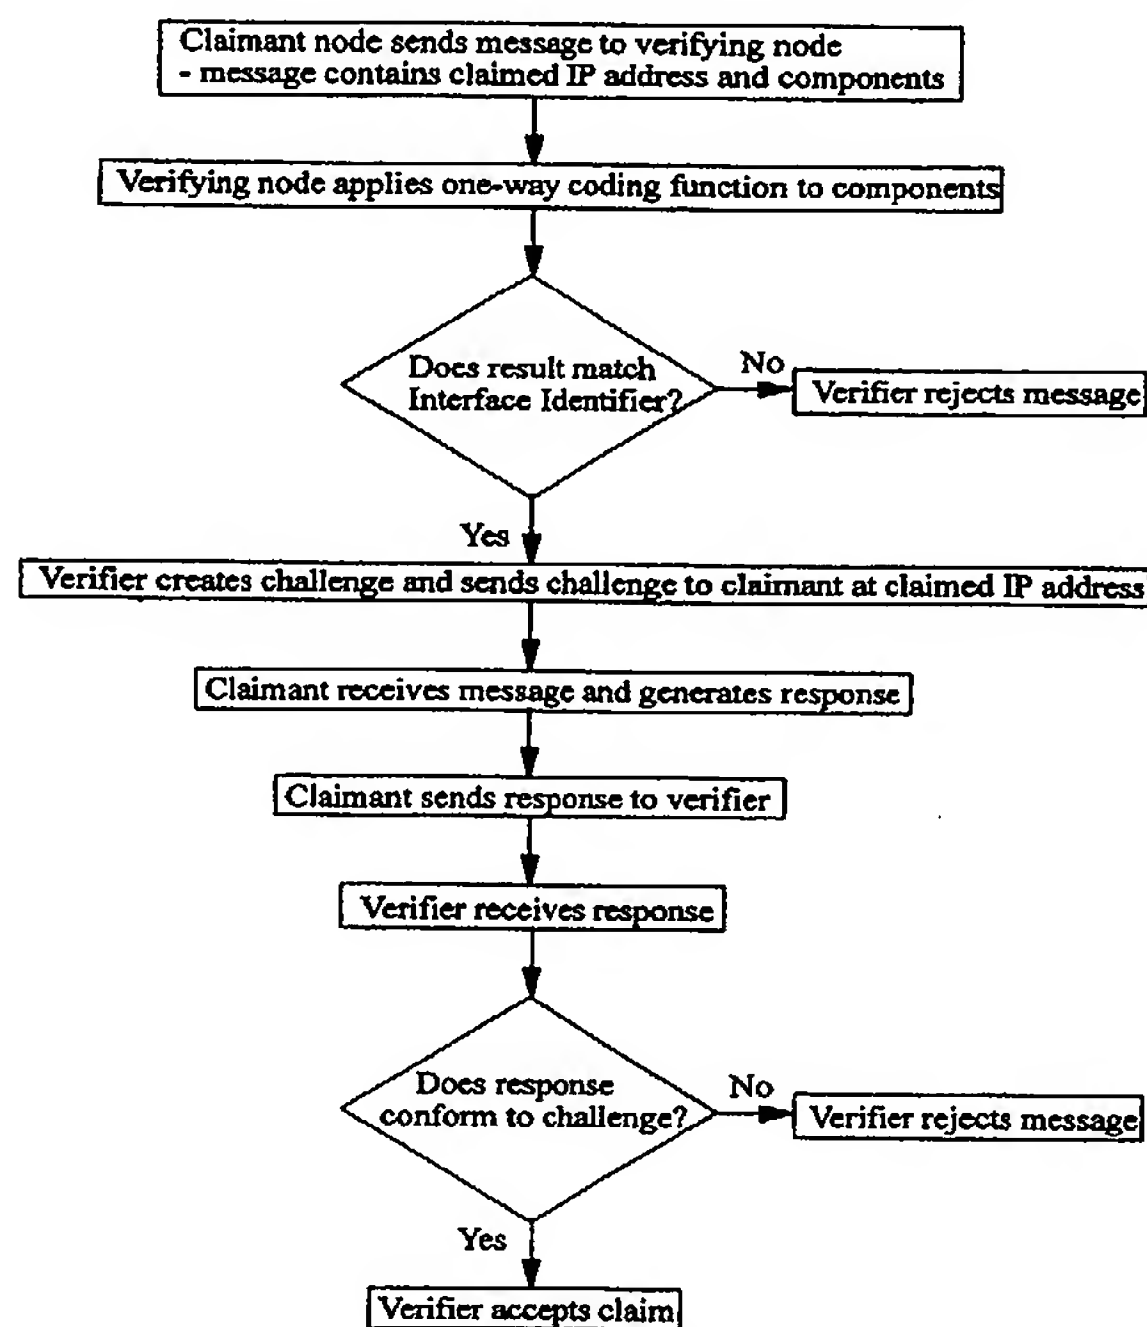 Claimant node sends message to verifying node
- message contains claimed IP address and components
Verifying node applies one-way coding function to components
Does result match
Interface Identifier?
No
Verifier rejects message
Yes
Verifier creates challenge and sends challenge to claimant at claimed IP address
Claimant receives message and generates response
Claimant sends response to verifier
Verifier receives response
Does response
conform to challenge?
No
Verifier rejects message
Yes
Verifier accepts claim